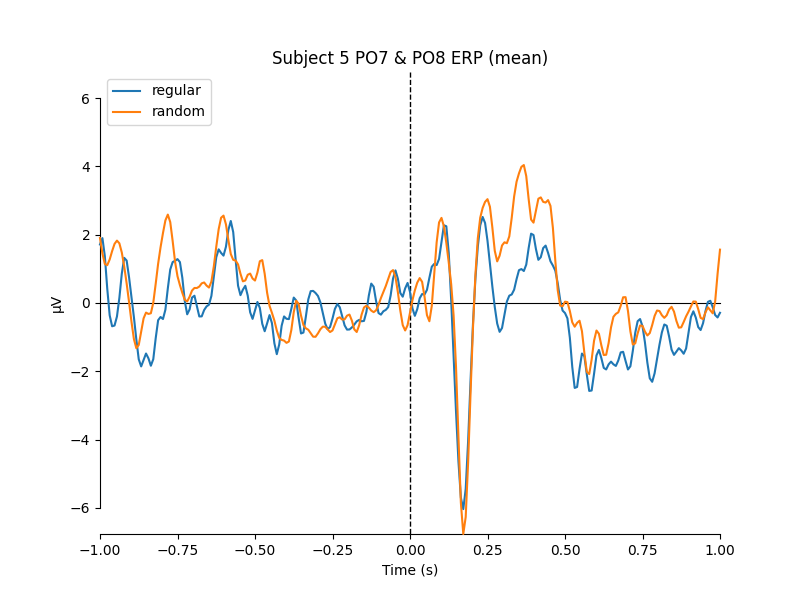 Subject 5 PO7 & PO8 ERP (mean)
regular
random
6
4
2
0
−2
−4
−6
µV
−1.00 −0.75 −0.50 −0.25 0.00 0.25 0.50 0.75 1.00
Time (s)